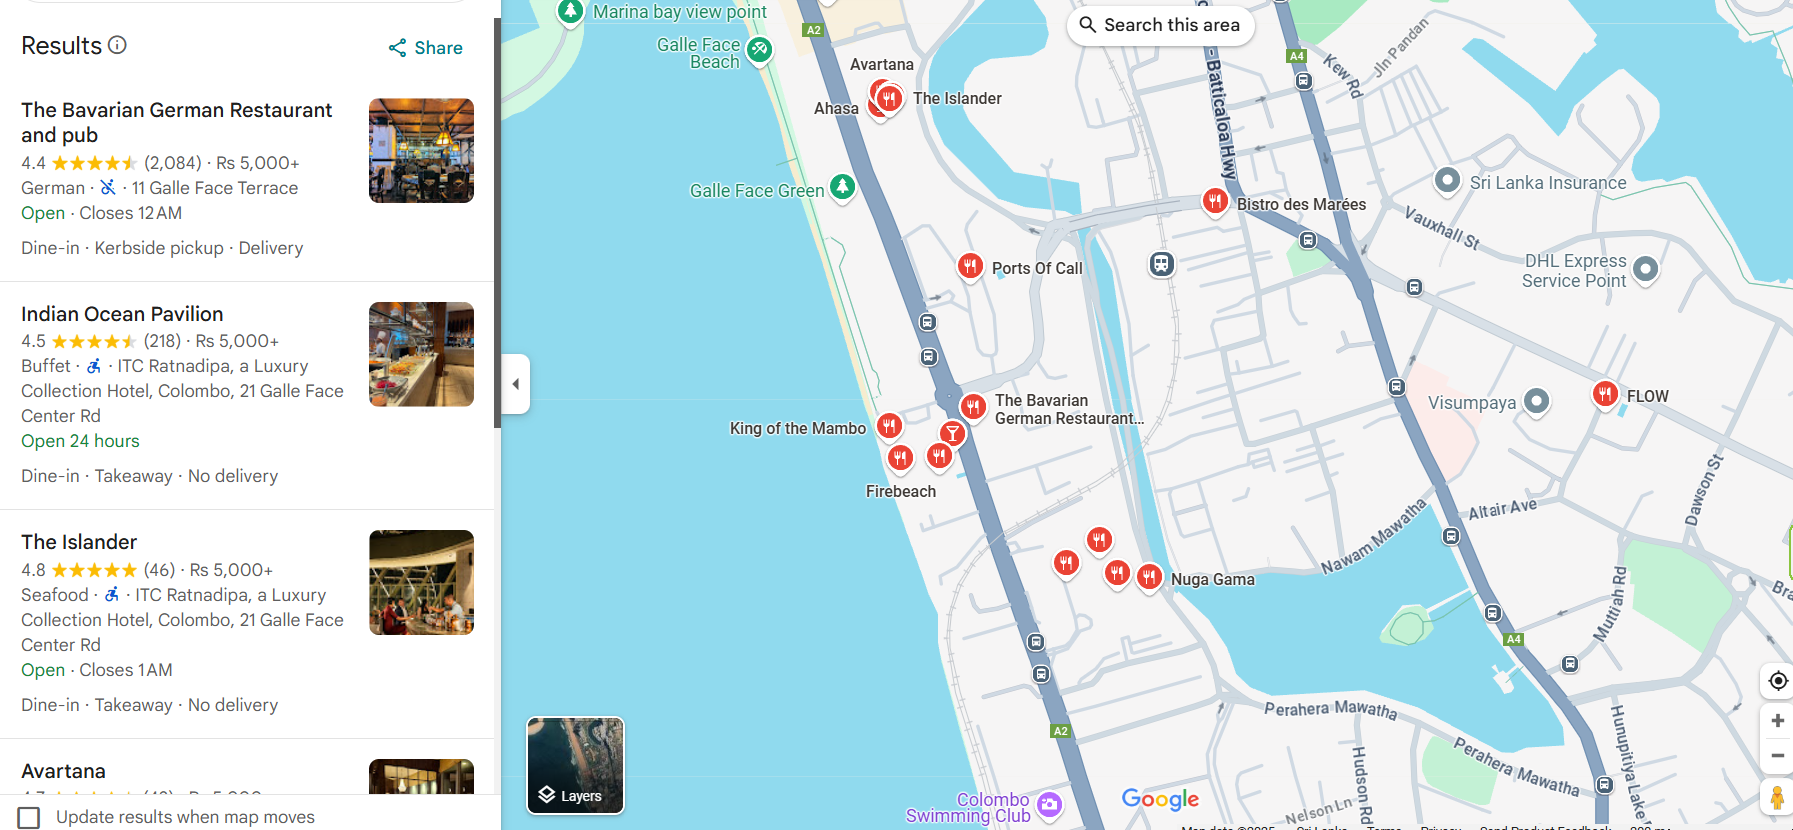 Results
Share
The Bavarian German Restaurant
and pub
4.4 (2,084) · Rs 5,000+
German · · 11 Galle Face Terrace
Open · Closes 12 AM
Dine-in · Kerbside pickup · Delivery
Indian Ocean Pavilion
4.5 (218) · Rs 5,000+
Buffet · · ITC Ratnadipa, a Luxury
Collection Hotel, Colombo, 21 Galle Face
Center Rd
Open 24 hours
Dine-in · Takeaway · No delivery
The Islander
4.8 (46) · Rs 5,000+
Seafood · · ITC Ratnadipa, a Luxury
Collection Hotel, Colombo, 21 Galle Face
Center Rd
Open · Closes 1 AM
Dine-in · Takeaway · No delivery
Avartana
Update results when map moves
Marina bay view point
Galle Face
Beach
A2
Search this area
Avartana
Ahasa
The Islander
Galle Face Green
- Batticaloa Hwy
A4
Kew Rd
Jln Pandan
Sri Lanka Insurance
Bistro des Marées
Vauxhall St
DHL Express
Service Point
Ports Of Call
The Bavarian
German Restaurant...
King of the Mambo
Firebeach
Visumpaya
FLOW
Dawson St
Altair Ave
Nawam Mawatha
Nuga Gama
Muttiah Rd
Bra
A4
Perahera Mawatha
Perahera Mawatha
Hunupitiya Lake
Hudson Rd
Nelson Ln
A2
Colombo
Swimming Club
Layers
Google
Map data ©2025 Sri Lanka Terms Privacy Send Product Feedback 200 m